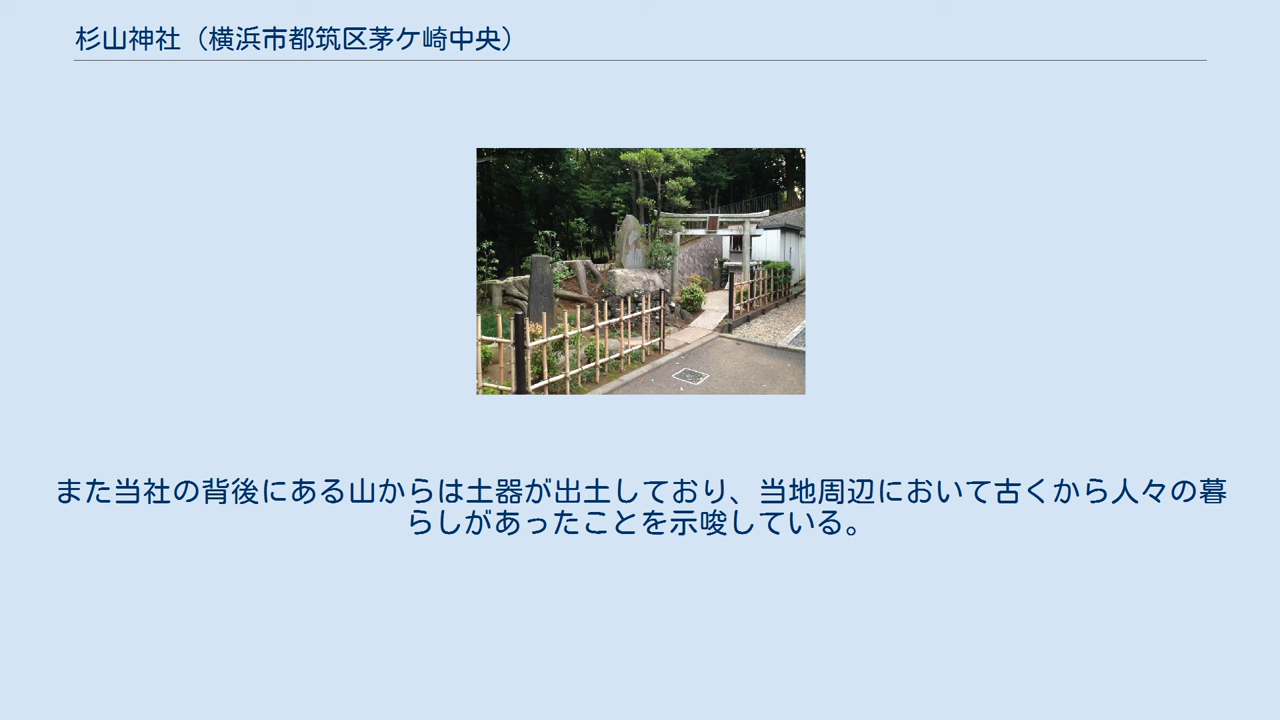 杉山神社（横浜市都筑区茅ケ崎中央）
また当社の背後にある山からは土器が出土しており、当地周辺において古くから人々の暮
らしがあったことを示唆している。